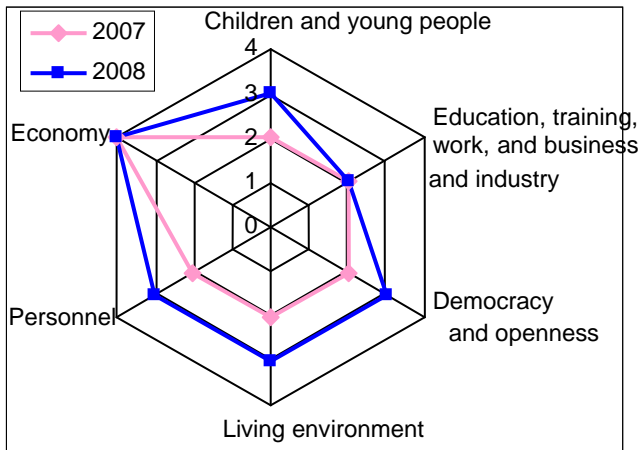 2007
2008
Children and young people
4
3
2
1
0
Economy
Education, training,
work, and business
and industry
Personnel
Democracy
and openness
Living environment